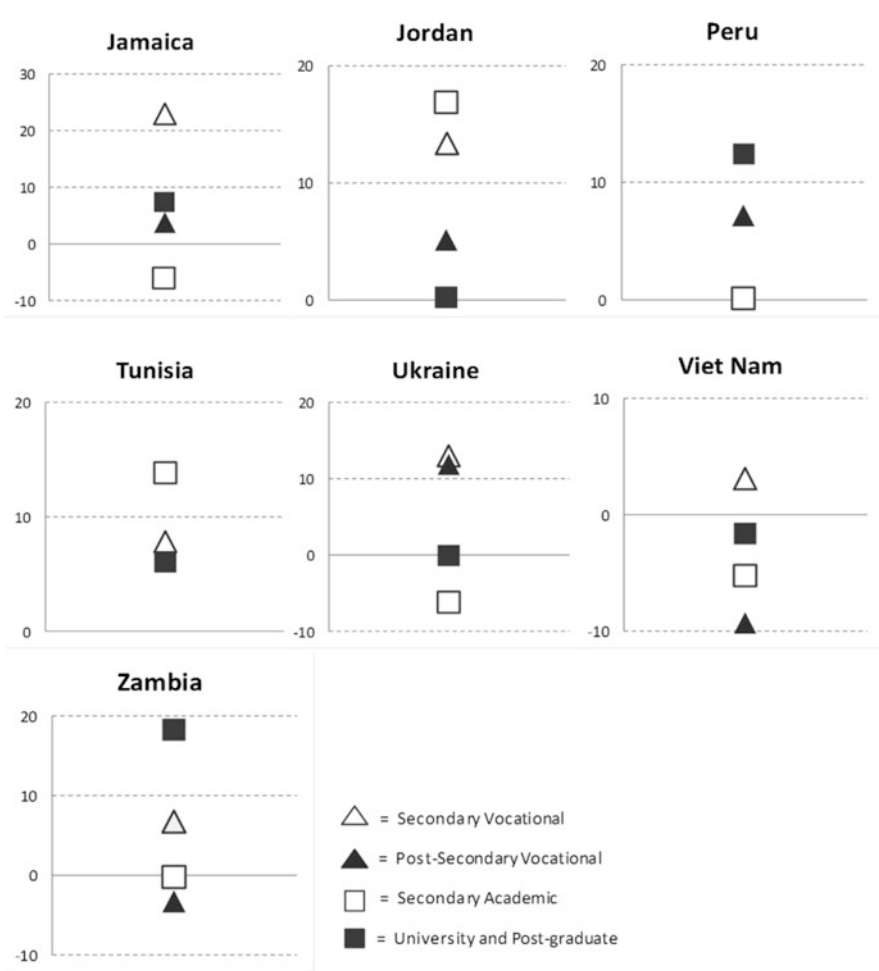 Jamaica
30
20
10
0
-10
Jordan
20
10
0
Peru
20
10
0
Tunisia
20
10
0
Ukraine
20
10
0
-10
Viet Nam
10
0
-10
Zambia
20
10
0
-10
= Secondary Vocational
= Post-Secondary Vocational
= Secondary Academic
= University and Post-graduate